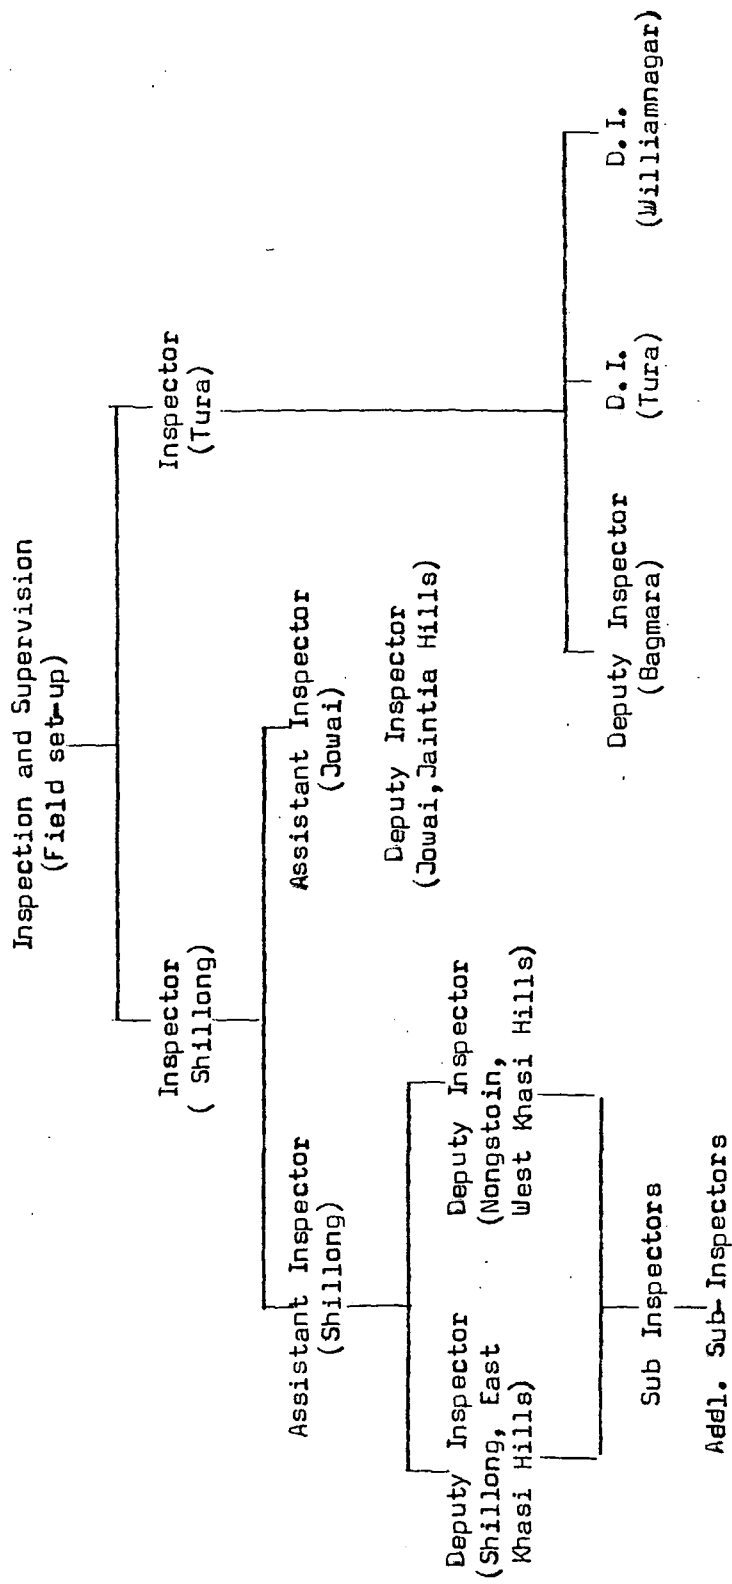 Inspection and Supervision
(Field set-up)
Inspector
( Shillong)
Inspector
(Tura)
Assistant Inspector
(Shillong)
Assistant Inspector
(Jowai)
Deputy Inspector
(Shillong, East
Khasi Hills)
Deputy Inspector
(Nongstoin,
West Khasi Hills)
Deputy Inspector
(Jowai,Jaintia Hills)
Sub Inspectors
Addl. Sub-Inspectors
Deputy Inspector
(Bagmara)
D.I.
(Tura)
D.I.
(Williamnagar)